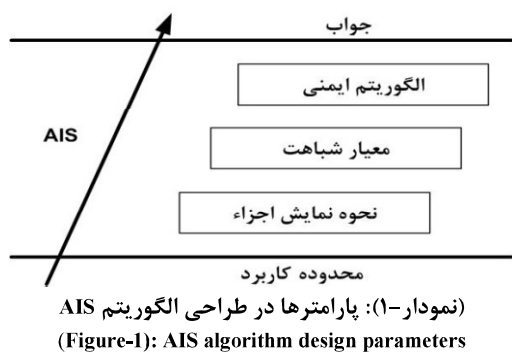 جواب
الگوریتم ایمنی
AIS
معیار شباهت
نحوه نمایش اجزاء
محدوده کاربرد
(نمودار-۱): پارامترها در طراحی الگوریتم AIS
(Figure-1): AIS algorithm design parameters